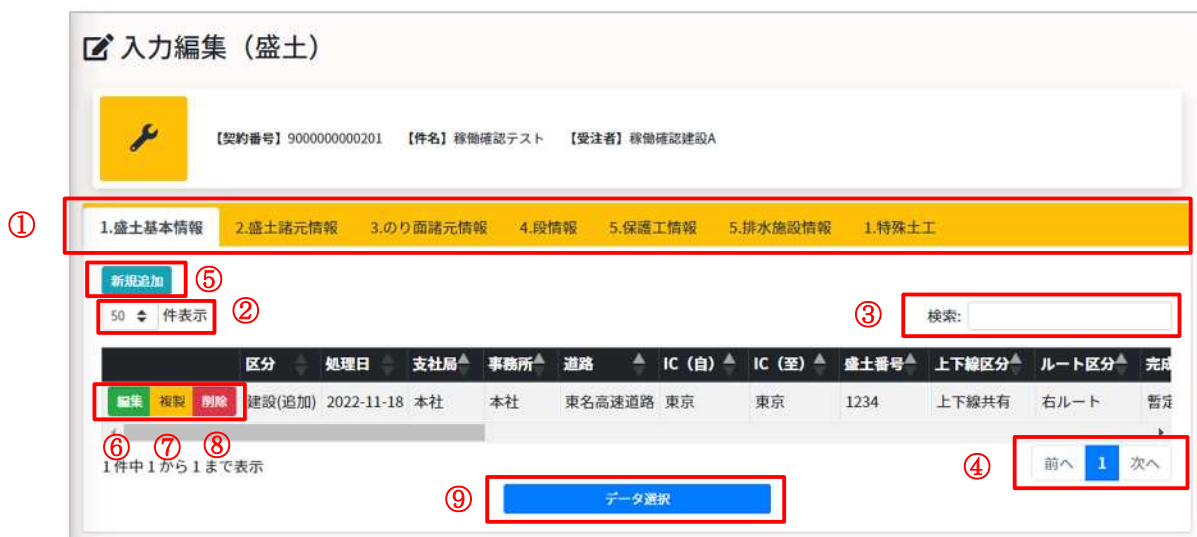 入力編集（盛土）
【契約番号】9000000000201 【件名】稼働確認テスト 【受注者】稼働確認建設A
①
1.盛土基本情報 2.盛土諸元情報 3.のり面諸元情報 4.段情報 5.保護工情報 5.排水施設情報 1.特殊土工
新規追加 ⑤
50 件表示 ② ③ 検索:
区分 処理日 支社局 事務所 道路 IC（自） IC（至） 盛土番号 上下線区分 ルート区分 完成
編集 複製 削除 建設(追加) 2022-11-18 本社 本社 東名高速道路 東京 東京 1234 上下線共有 右ルート 暫定
⑥ ⑦ ⑧
1件中1から1まで表示 ④ 前へ 1 次へ
⑨ データ選択